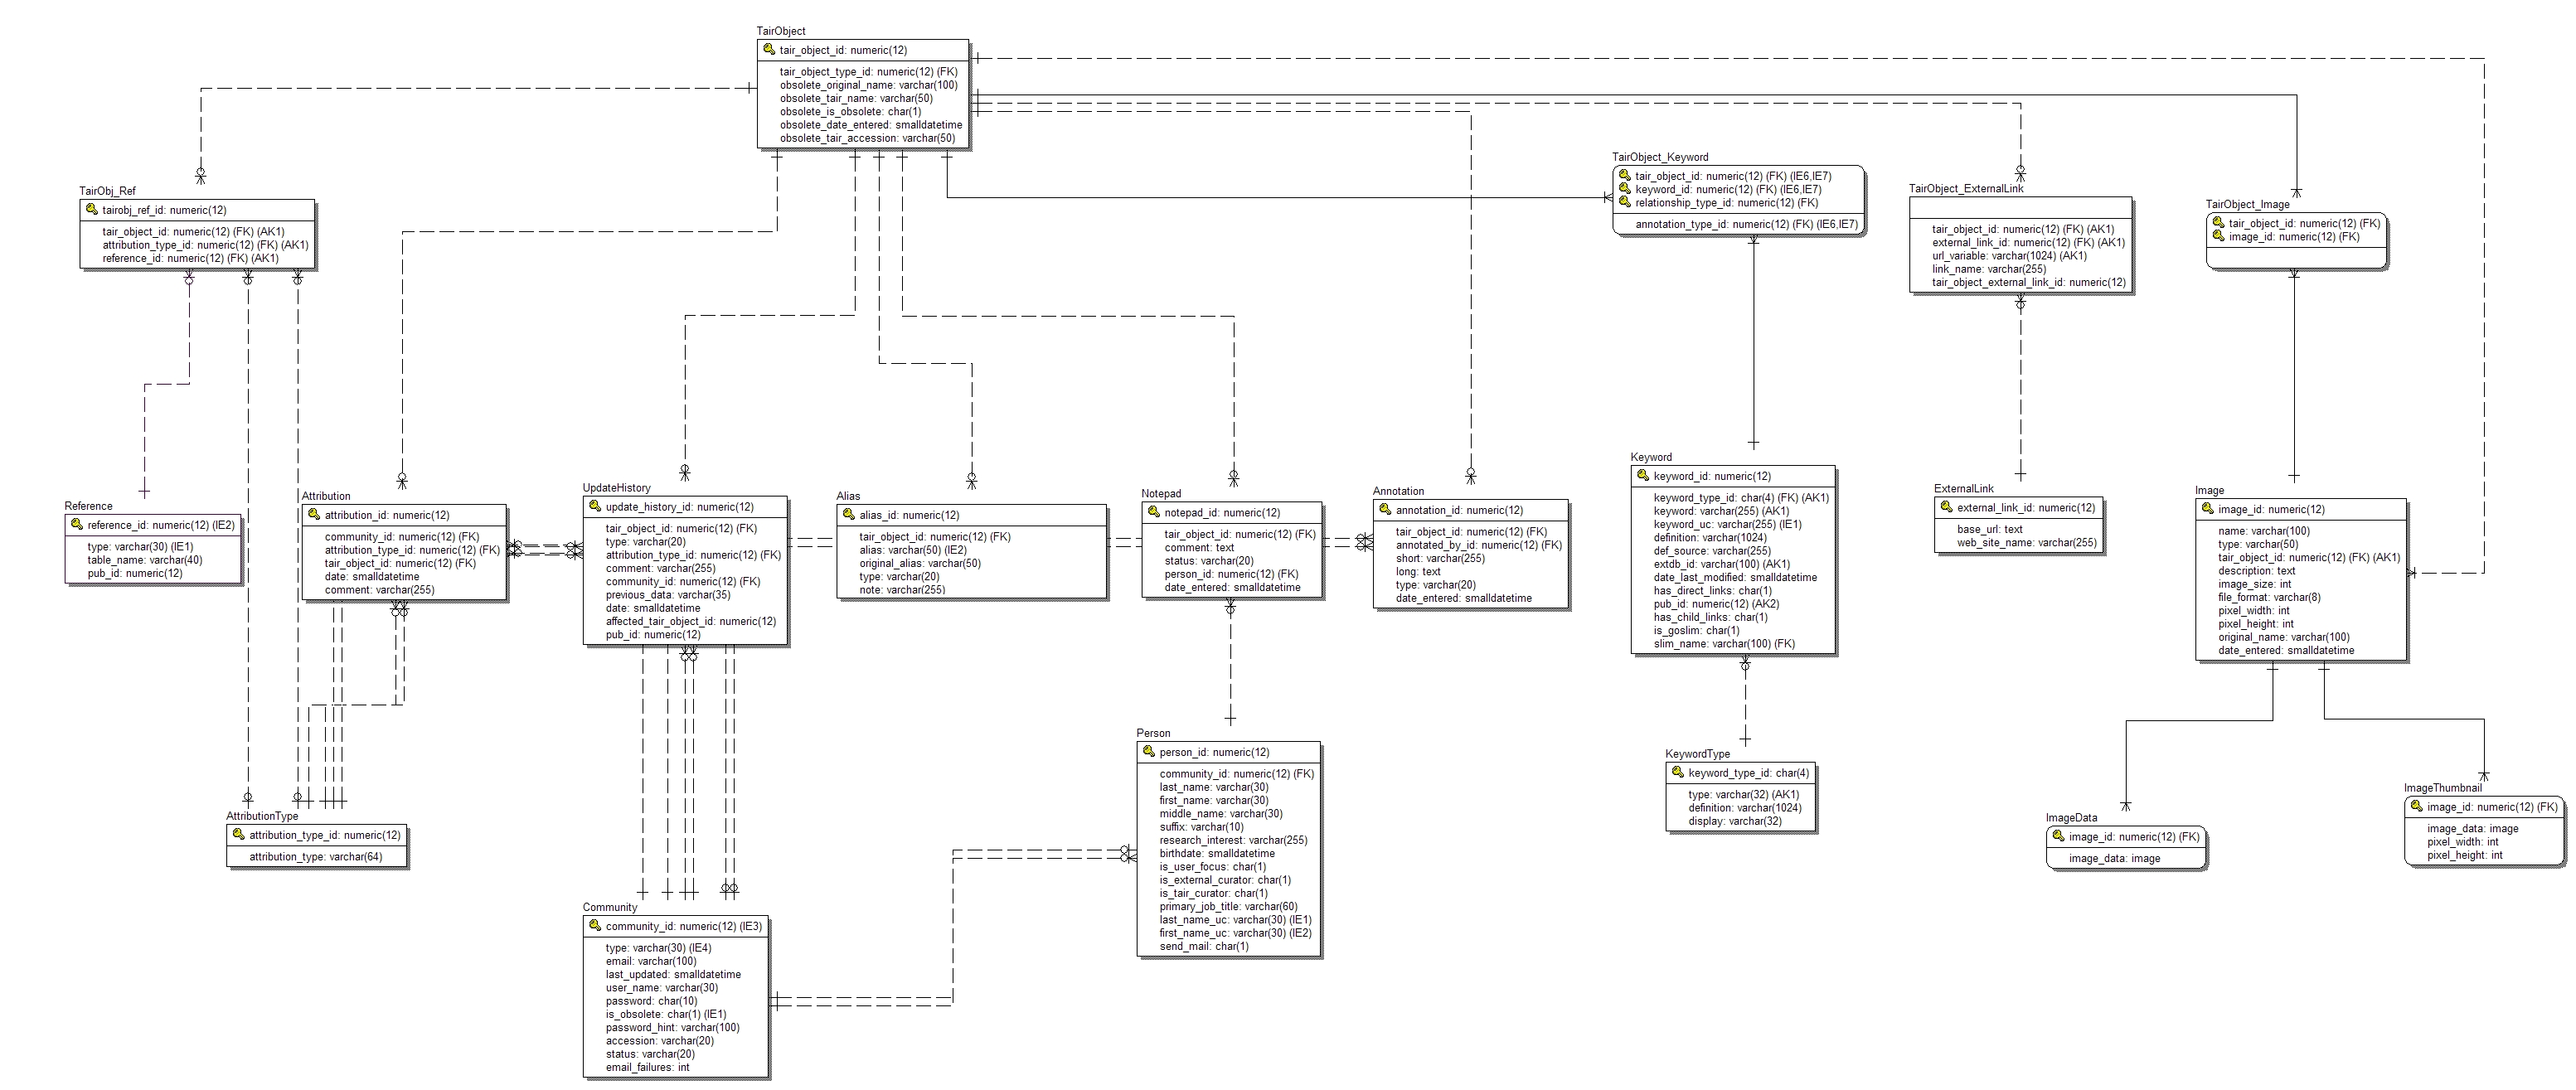 TairObject
tair_object_id: numeric(12)
tair_object_type_id: numeric(12) (FK)
obsolete_original_name: varchar(100)
obsolete_tair_name: varchar(50)
obsolete_is_obsolete: char(1)
obsolete_date_entered: smalldatetime
obsolete_tair_accession: varchar(50)
TairObj_Ref
tairobj_ref_id: numeric(12)
tair_object_id: numeric(12) (FK) (AK1)
attribution_type_id: numeric(12) (FK) (AK1)
reference_id: numeric(12) (FK) (AK1)
TairObject_Keyword
tair_object_id: numeric(12) (FK) (IE6,IE7)
keyword_id: numeric(12) (FK) (IE6,IE7)
relationship_type_id: numeric(12) (FK)
annotation_type_id: numeric(12) (FK) (IE6,IE7)
TairObject_ExternalLink
tair_object_id: numeric(12) (FK) (AK1)
external_link_id: numeric(12) (FK) (AK1)
url_variable: varchar(1024) (AK1)
link_name: varchar(255)
tair_object_external_link_id: numeric(12)
TairObject_Image
tair_object_id: numeric(12) (FK)
image_id: numeric(12) (FK)
Reference
reference_id: numeric(12) (IE2)
type: varchar(30) (IE1)
table_name: varchar(40)
pub_id: numeric(12)
Attribution
attribution_id: numeric(12)
community_id: numeric(12) (FK)
attribution_type_id: numeric(12) (FK)
tair_object_id: numeric(12) (FK)
date: smalldatetime
comment: varchar(255)
UpdateHistory
update_history_id: numeric(12)
tair_object_id: numeric(12) (FK)
type: varchar(20)
attribution_type_id: numeric(12) (FK)
comment: varchar(255)
community_id: numeric(12) (FK)
previous_data: varchar(35)
date: smalldatetime
affected_tair_object_id: numeric(12)
pub_id: numeric(12)
Alias
alias_id: numeric(12)
tair_object_id: numeric(12) (FK)
alias: varchar(50) (IE2)
original_alias: varchar(50)
type: varchar(20)
note: varchar(255)
Notepad
notepad_id: numeric(12)
tair_object_id: numeric(12) (FK)
comment: text
status: varchar(20)
person_id: numeric(12) (FK)
date_entered: smalldatetime
Annotation
annotation_id: numeric(12)
tair_object_id: numeric(12) (FK)
annotated_by_id: numeric(12) (FK)
short: varchar(255)
long: text
type: varchar(20)
date_entered: smalldatetime
Keyword
keyword_id: numeric(12)
keyword_type_id: char(4) (FK) (AK1)
keyword: varchar(255) (AK1)
keyword_uc: varchar(255) (IE1)
definition: varchar(1024)
def_source: varchar(255)
extdb_id: varchar(100) (AK1)
date_last_modified: smalldatetime
has_direct_links: char(1)
pub_id: numeric(12) (AK2)
has_child_links: char(1)
is_goslim: char(1)
slim_name: varchar(100) (FK)
ExternalLink
external_link_id: numeric(12)
base_url: text
web_site_name: varchar(255)
Image
image_id: numeric(12)
name: varchar(100)
type: varchar(50)
tair_object_id: numeric(12) (FK) (AK1)
description: text
image_size: int
file_format: varchar(8)
pixel_width: int
pixel_height: int
original_name: varchar(100)
date_entered: smalldatetime
AttributionType
attribution_type_id: numeric(12)
attribution_type: varchar(64)
Community
community_id: numeric(12) (IE3)
type: varchar(30) (IE4)
email: varchar(100)
last_updated: smalldatetime
user_name: varchar(30)
password: char(10)
is_obsolete: char(1) (IE1)
password_hint: varchar(100)
accession: varchar(20)
status: varchar(20)
email_failures: int
Person
person_id: numeric(12)
community_id: numeric(12) (FK)
last_name: varchar(30)
first_name: varchar(30)
middle_name: varchar(30)
suffix: varchar(10)
research_interest: varchar(255)
birthdate: smalldatetime
is_user_focus: char(1)
is_external_curator: char(1)
is_tair_curator: char(1)
primary_job_title: varchar(60)
last_name_uc: varchar(30) (IE1)
first_name_uc: varchar(30) (IE2)
send_mail: char(1)
KeywordType
keyword_type_id: char(4)
type: varchar(32) (AK1)
definition: varchar(1024)
display: varchar(32)
ImageData
image_id: numeric(12) (FK)
image_data: image
ImageThumbnail
image_id: numeric(12) (FK)
image_data: image
pixel_width: int
pixel_height: int